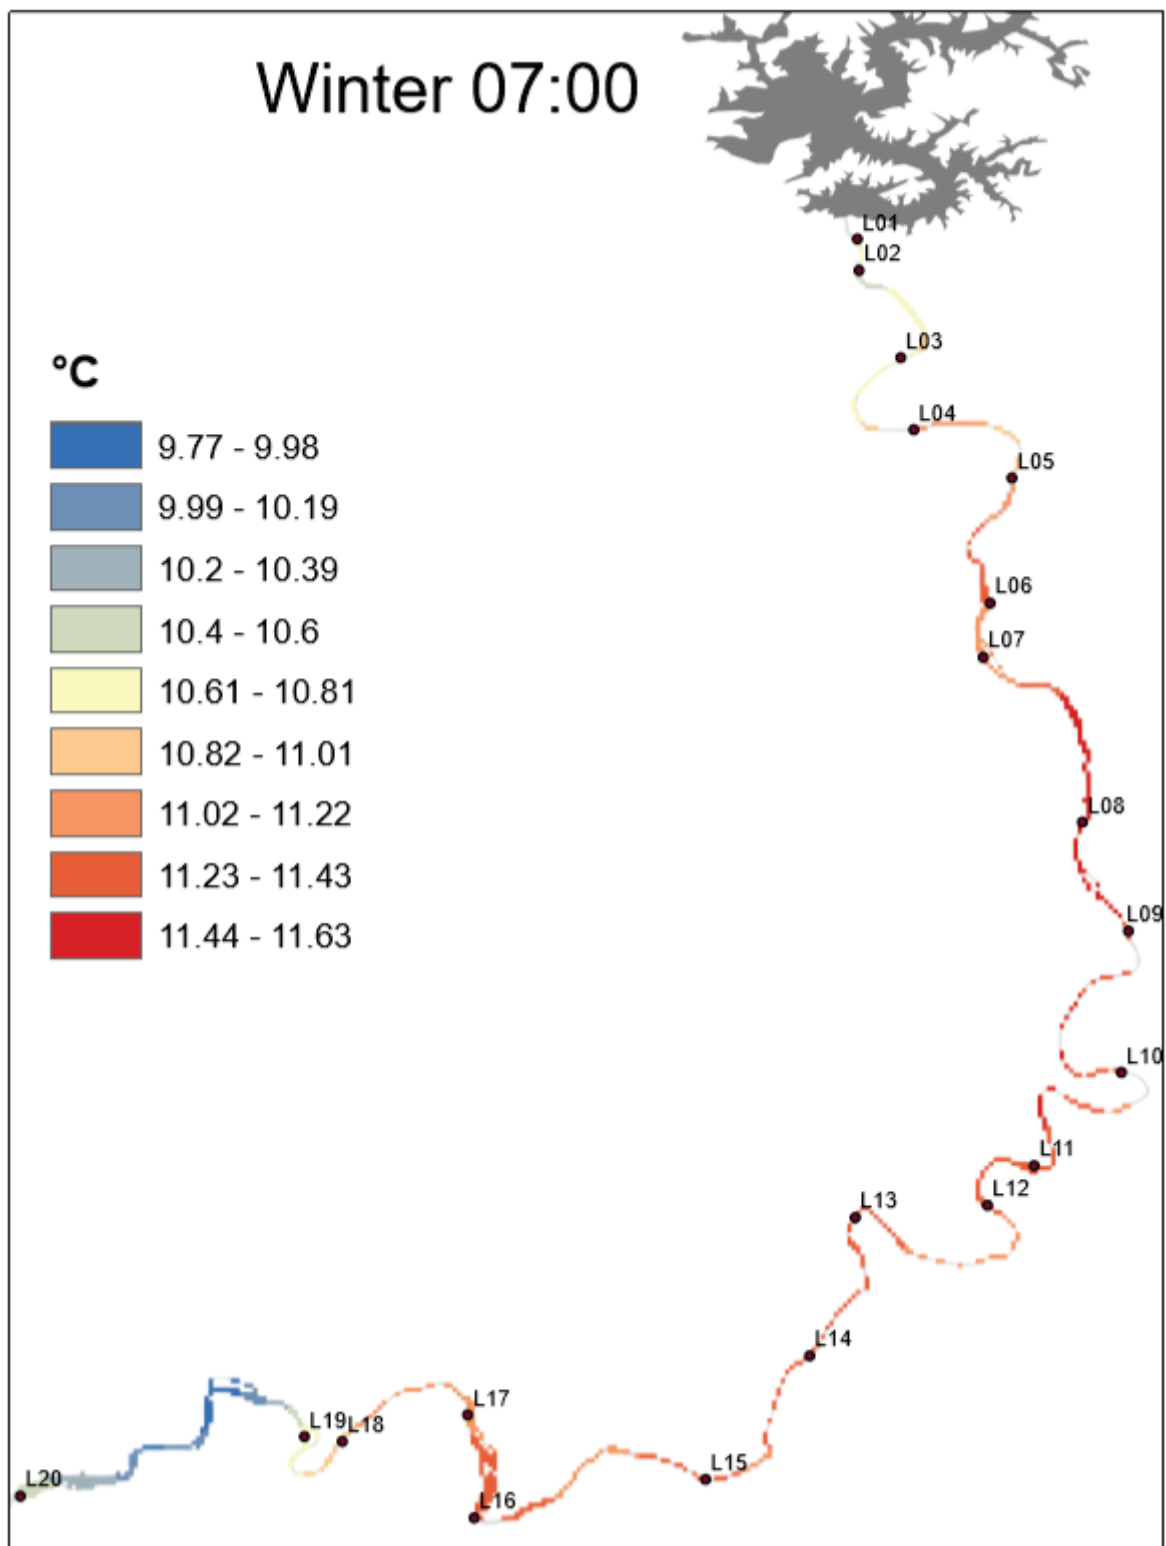 Winter 07:00
L01
L02
L03
°C
L04
9.77 - 9.98
L05
9.99 - 10.19
10.2 - 10.39
L06
10.4 - 10.6
L07
10.61 - 10.81
10.82 - 11.01
11.02 - 11.22
L08
11.23 - 11.43
11.44 - 11.63
L09
L10
L11
L12
L13
L14
L17
L19
L18
L15
L20
L16